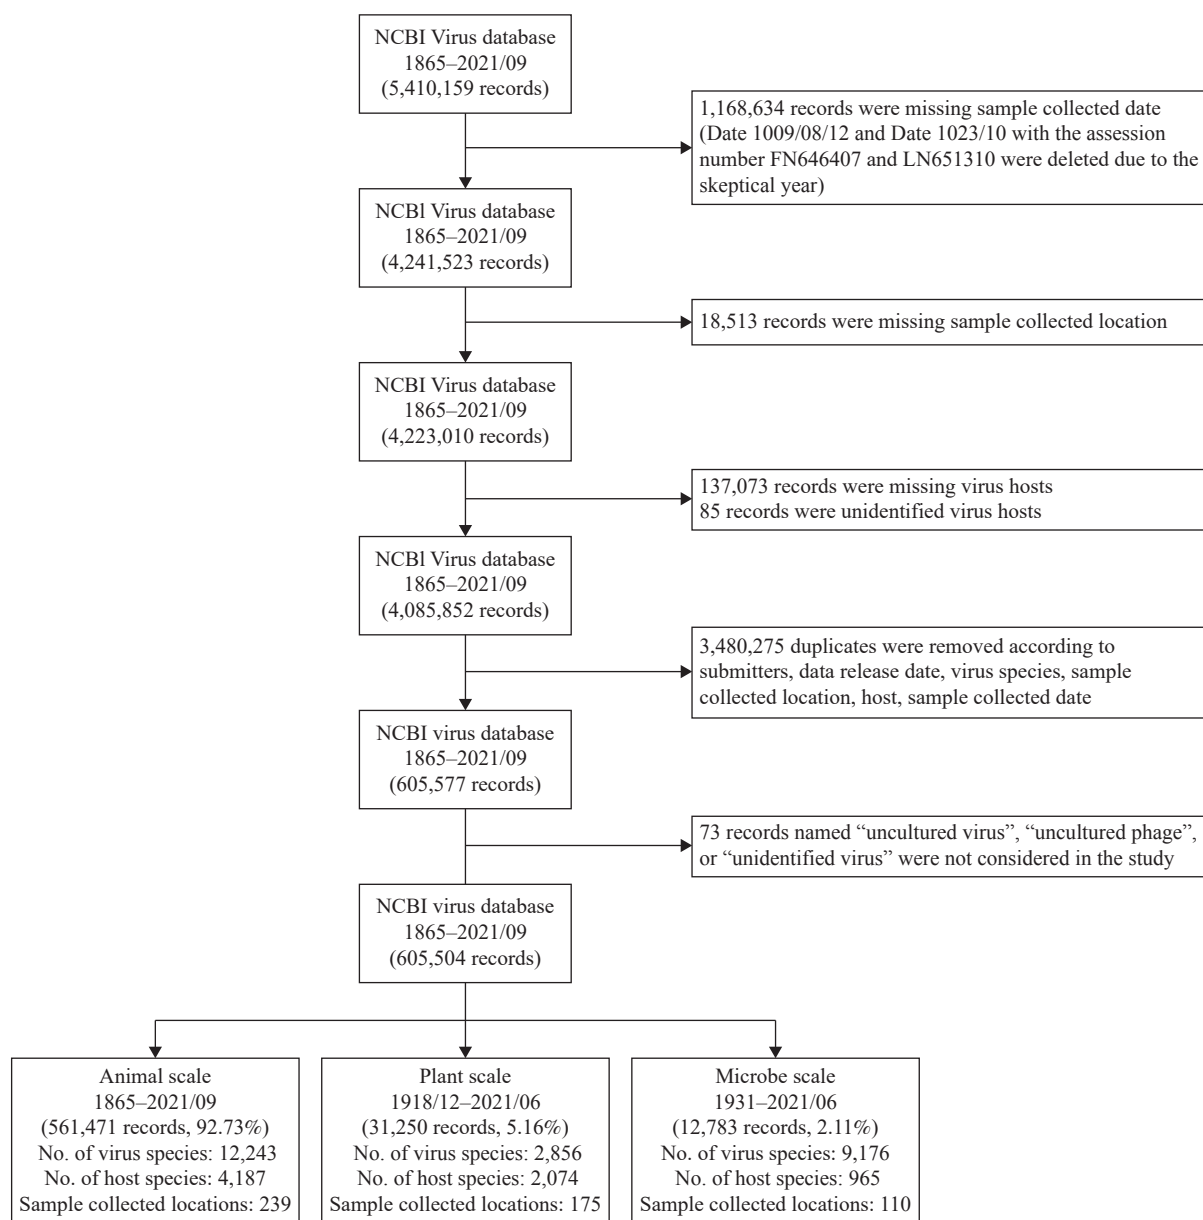 NCBI Virus database
1865–2021/09
(5,410,159 records)
1,168,634 records were missing sample collected date
(Date 1009/08/12 and Date 1023/10 with the assession
number FN646407 and LN651310 were deleted due to the
skeptical year)
NCBl Virus database
1865–2021/09
(4,241,523 records)
18,513 records were missing sample collected location
NCBI Virus database
1865–2021/09
(4,223,010 records)
137,073 records were missing virus hosts
85 records were unidentified virus hosts
NCBl Virus database
1865–2021/09
(4,085,852 records)
3,480,275 duplicates were removed according to
submitters, data release date, virus species, sample
collected location, host, sample collected date
NCBI virus database
1865–2021/09
(605,577 records)
73 records named “uncultured virus”, “uncultured phage”,
or “unidentified virus” were not considered in the study
NCBI virus database
1865–2021/09
(605,504 records)
Animal scale
1865–2021/09
(561,471 records, 92.73%)
No. of virus species: 12,243
No. of host species: 4,187
Sample collected locations: 239
Plant scale
1918/12–2021/06
(31,250 records, 5.16%)
No. of virus species: 2,856
No. of host species: 2,074
Sample collected locations: 175
Microbe scale
1931–2021/06
(12,783 records, 2.11%)
No. of virus species: 9,176
No. of host species: 965
Sample collected locations: 110